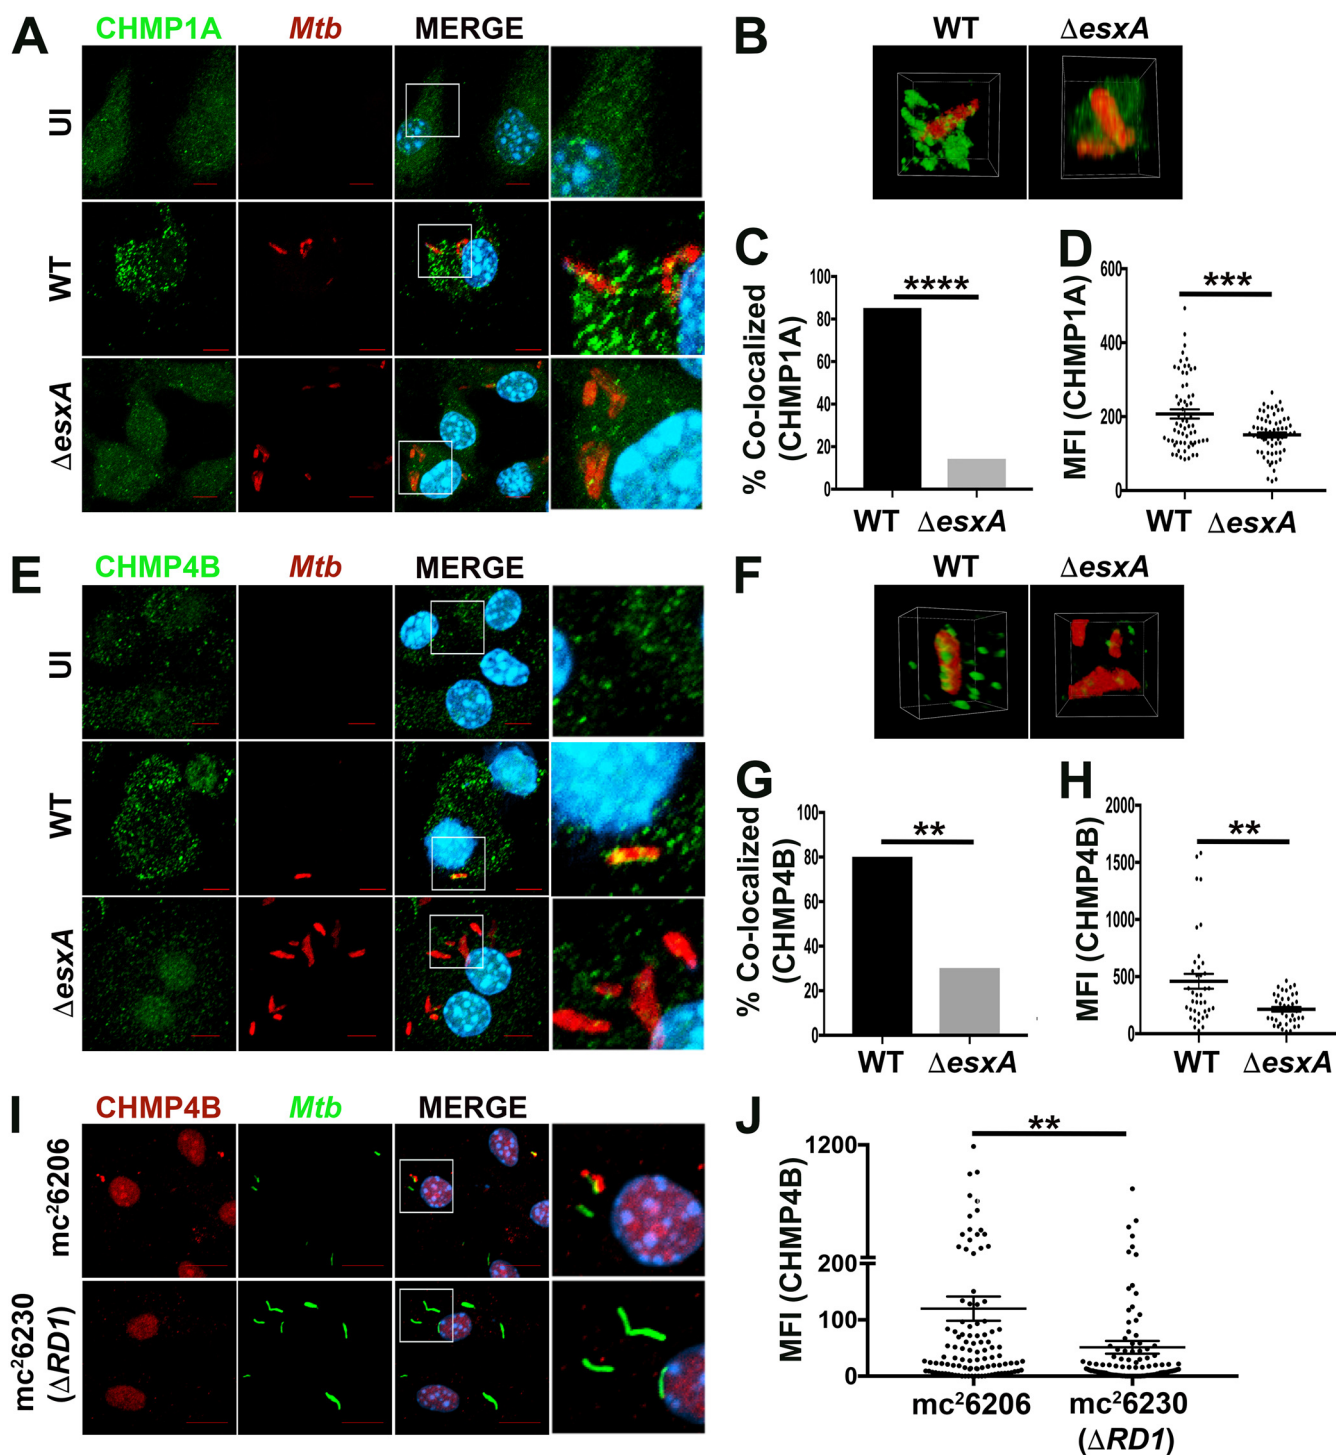 A
CHMP1A Mtb MERGE
UI
WT
ΔesxA
B
WT ΔesxA
C
% Co-localized
(CHMP1A)
100
80
60
40
20
0
****
WT ΔesxA
D
MFI (CHMP1A)
600
400
200
0
***
WT ΔesxA
E
CHMP4B Mtb MERGE
UI
WT
ΔesxA
F
WT ΔesxA
G
% Co-localized
(CHMP4B)
100
80
60
40
20
0
**
WT ΔesxA
H
MFI (CHMP4B)
2000
1500
1000
500
0
**
WT ΔesxA
I
CHMP4B Mtb MERGE
mc²6206
mc²6230
(ΔRD1)
J
MFI (CHMP4B)
1200
200
200
100
0
**
mc²6206 mc²6230
(ΔRD1)